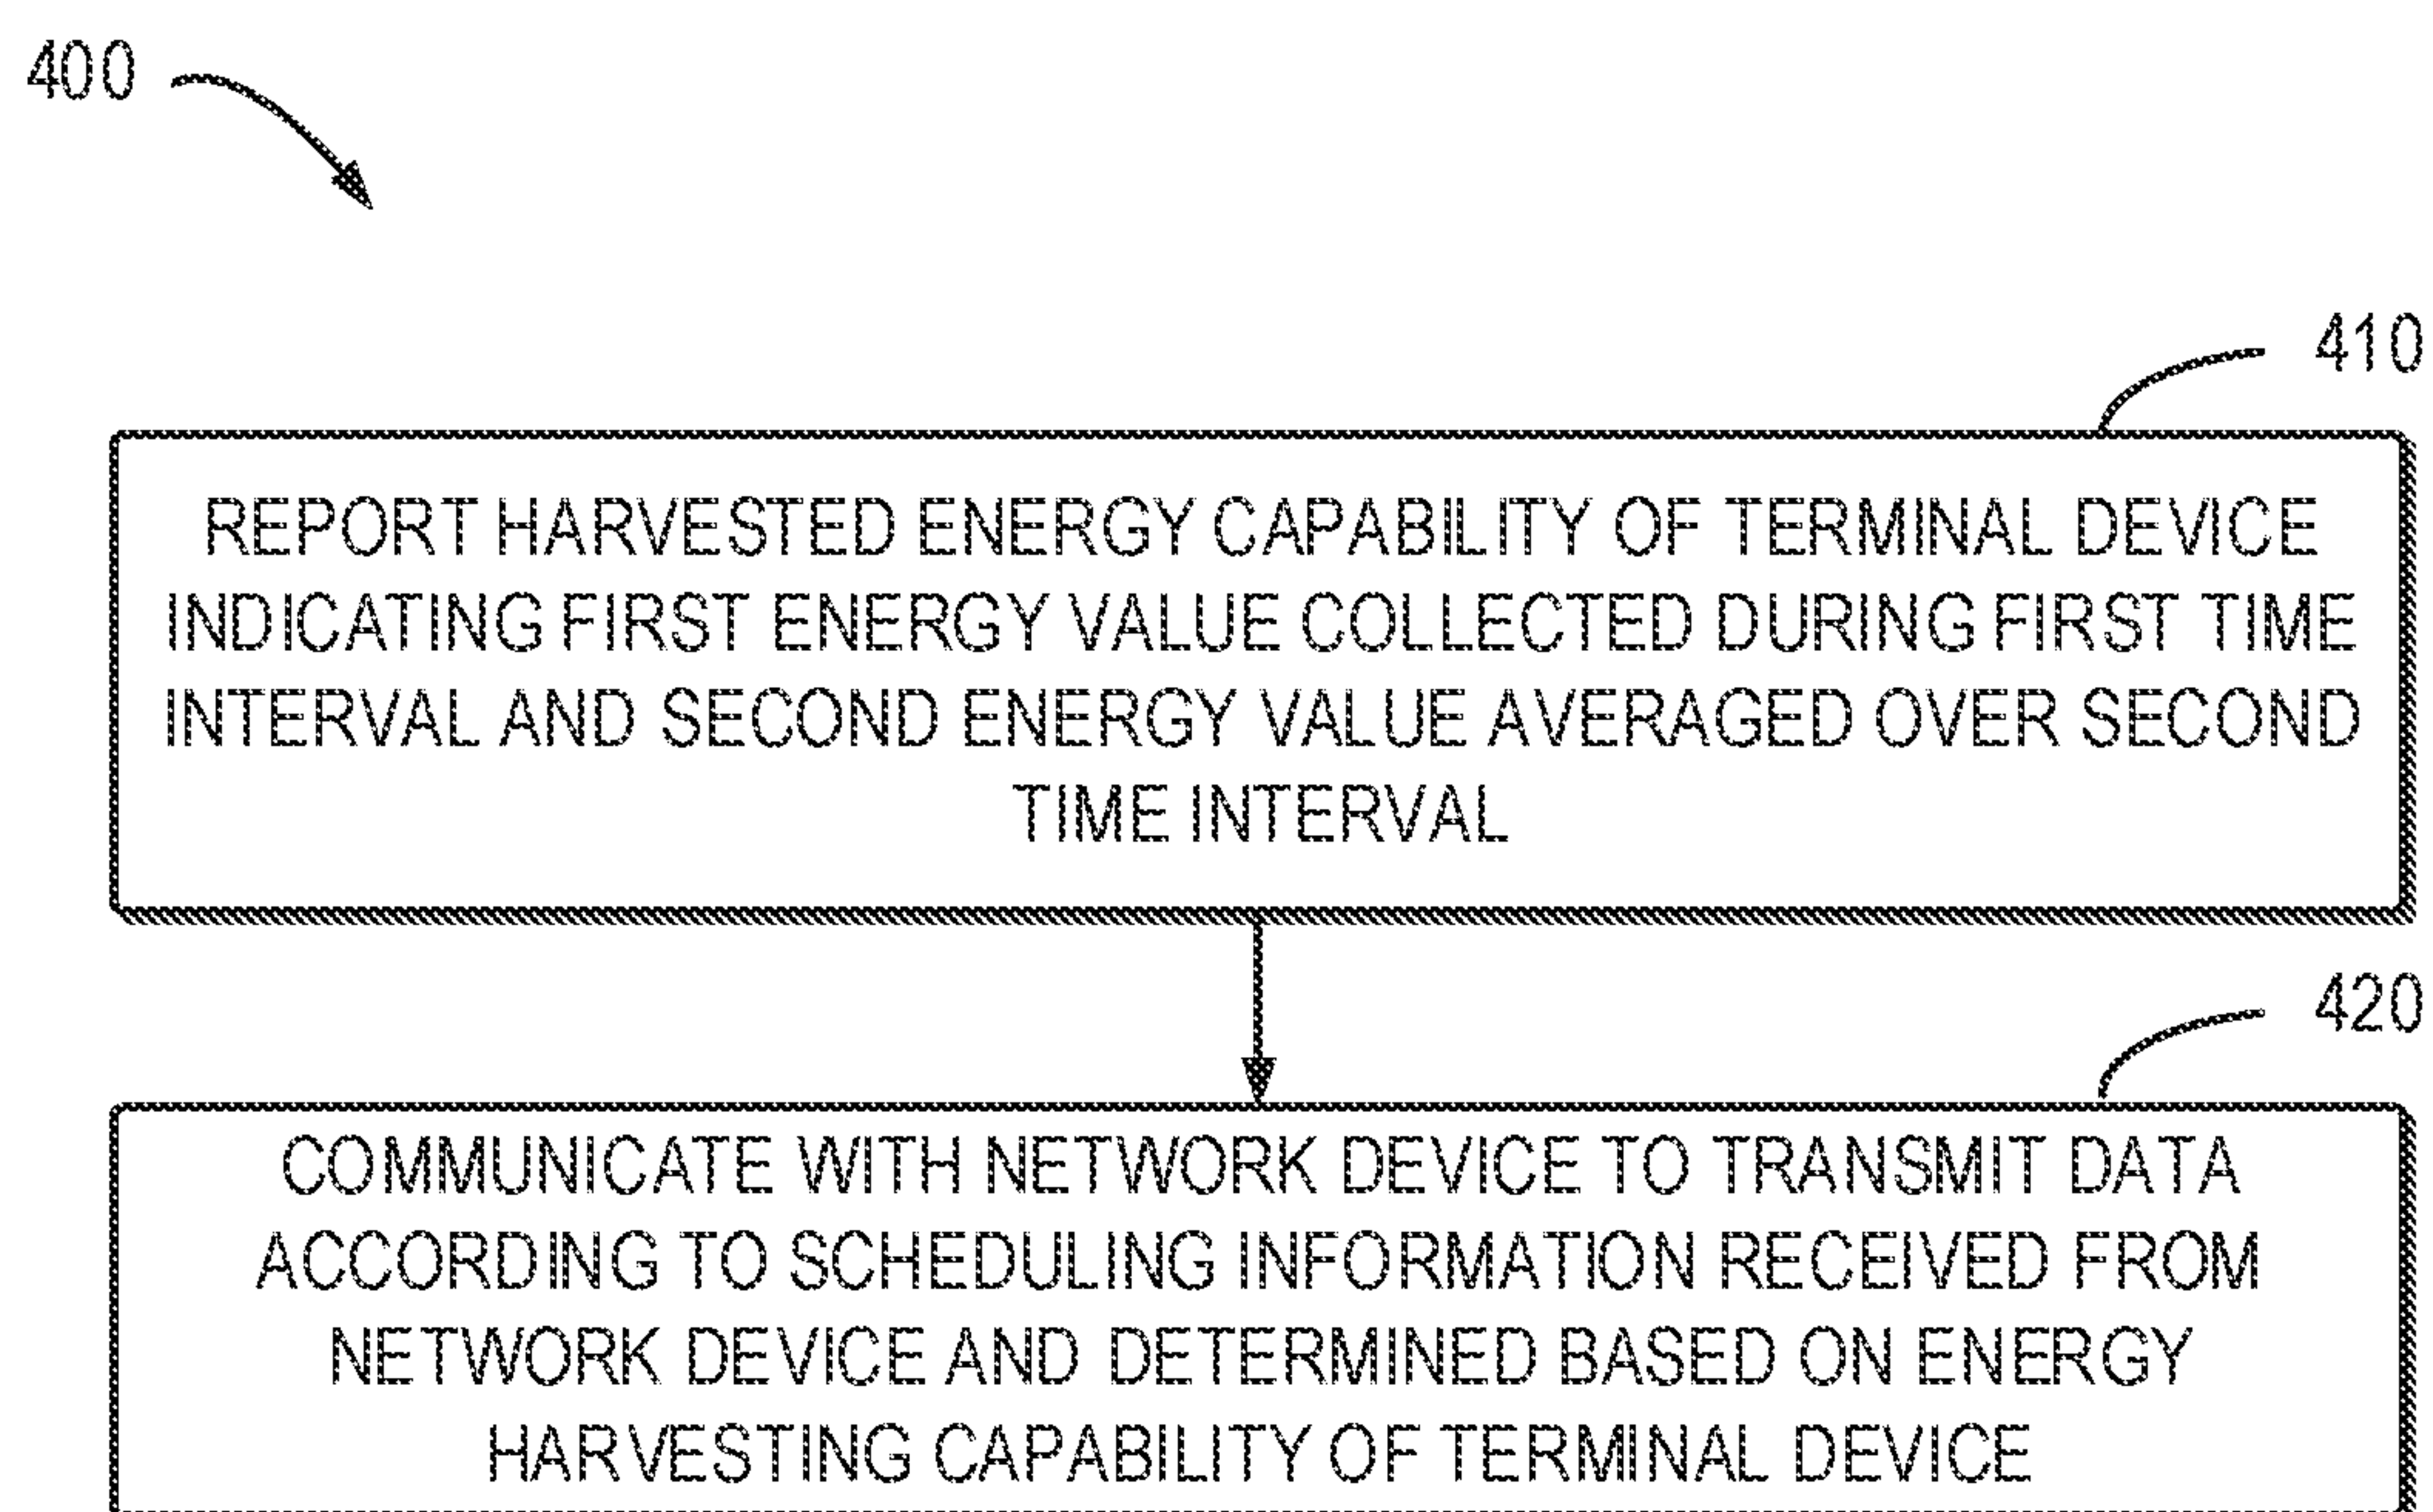 400
410
REPORT HARVESTED ENERGY CAPABILITY OF TERMINAL DEVICE
INDICATING FIRST ENERGY VALUE COLLECTED DURING FIRST TIME
INTERVAL AND SECOND ENERGY VALUE AVERAGED OVER SECOND
TIME INTERVAL
420
COMMUNICATE WITH NETWORK DEVICE TO TRANSMIT DATA
ACCORDING TO SCHEDULING INFORMATION RECEIVED FROM
NETWORK DEVICE AND DETERMINED BASED ON ENERGY
HARVESTING CAPABILITY OF TERMINAL DEVICE